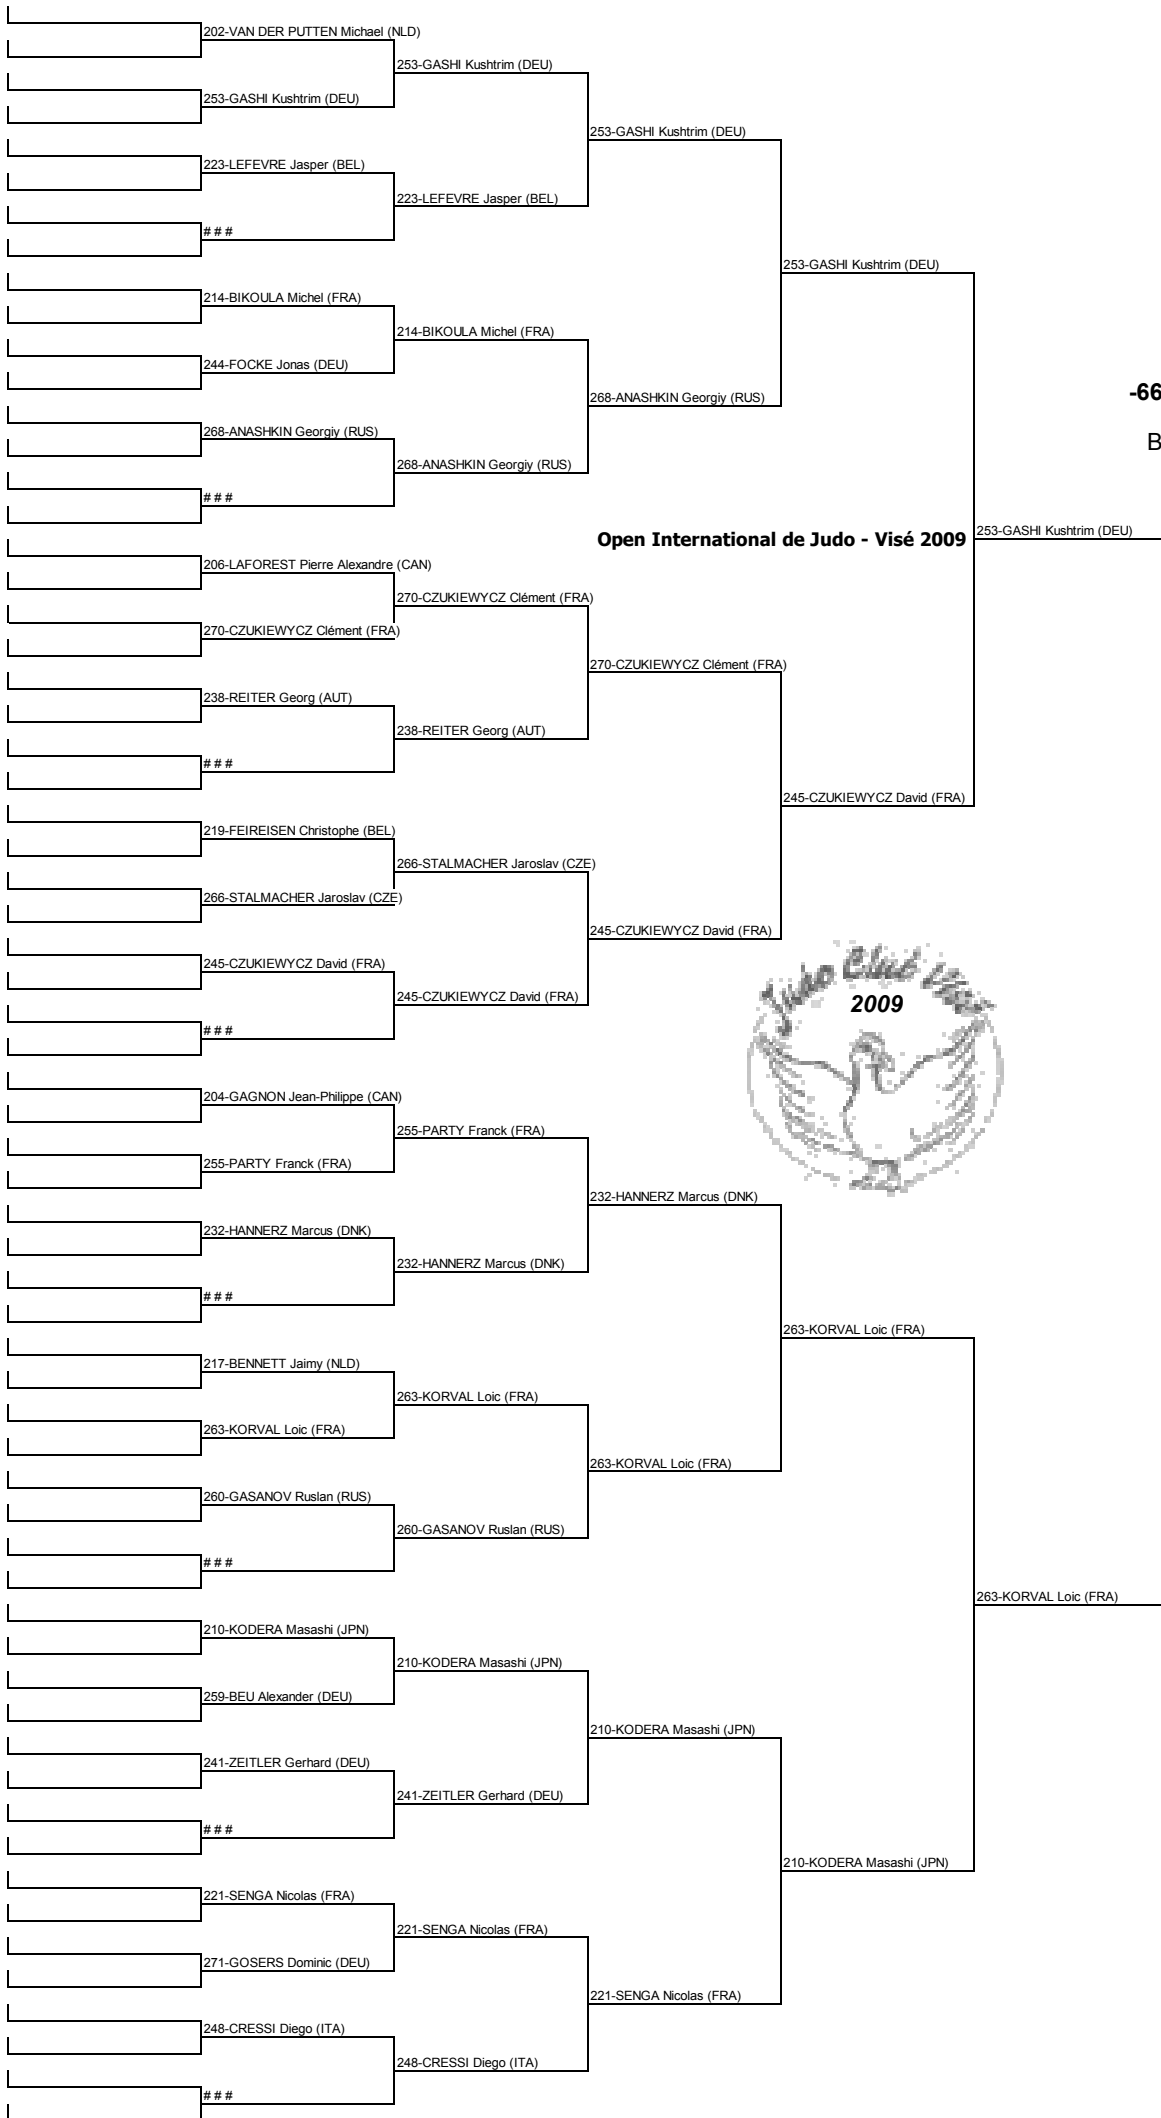 202-VAN DER PUTTEN Michael (NLD)
253-GASHI Kushtrim (DEU)
253-GASHI Kushtrim (DEU)
253-GASHI Kushtrim (DEU)
223-LEFEVRE Jasper (BEL)
223-LEFEVRE Jasper (BEL)
# # #
253-GASHI Kushtrim (DEU)
214-BIKOULA Michel (FRA)
214-BIKOULA Michel (FRA)
244-FOCKE Jonas (DEU)
-66
268-ANASHKIN Georgiy (RUS)
268-ANASHKIN Georgiy (RUS)
B
268-ANASHKIN Georgiy (RUS)
# # #
253-GASHI Kushtrim (DEU)
Open International de Judo - Visé 2009
206-LAFOREST Pierre Alexandre (CAN)
270-CZUKIEWYCZ Clément (FRA)
270-CZUKIEWYCZ Clément (FRA)
270-CZUKIEWYCZ Clément (FRA)
238-REITER Georg (AUT)
238-REITER Georg (AUT)
# # #
245-CZUKIEWYCZ David (FRA)
219-FEIREISEN Christophe (BEL)
266-STALMACHER Jaroslav (CZE)
266-STALMACHER Jaroslav (CZE)
245-CZUKIEWYCZ David (FRA)
245-CZUKIEWYCZ David (FRA)
Judo Club Visé
245-CZUKIEWYCZ David (FRA)
2009
# # #
204-GAGNON Jean-Philippe (CAN)
255-PARTY Franck (FRA)
255-PARTY Franck (FRA)
232-HANNERZ Marcus (DNK)
232-HANNERZ Marcus (DNK)
232-HANNERZ Marcus (DNK)
# # #
263-KORVAL Loic (FRA)
217-BENNETT Jaimy (NLD)
263-KORVAL Loic (FRA)
263-KORVAL Loic (FRA)
263-KORVAL Loic (FRA)
260-GASANOV Ruslan (RUS)
260-GASANOV Ruslan (RUS)
# # #
263-KORVAL Loic (FRA)
210-KODERA Masashi (JPN)
210-KODERA Masashi (JPN)
259-BEU Alexander (DEU)
210-KODERA Masashi (JPN)
241-ZEITLER Gerhard (DEU)
241-ZEITLER Gerhard (DEU)
# # #
210-KODERA Masashi (JPN)
221-SENGA Nicolas (FRA)
221-SENGA Nicolas (FRA)
271-GOSERS Dominic (DEU)
221-SENGA Nicolas (FRA)
248-CRESSI Diego (ITA)
248-CRESSI Diego (ITA)
# # #